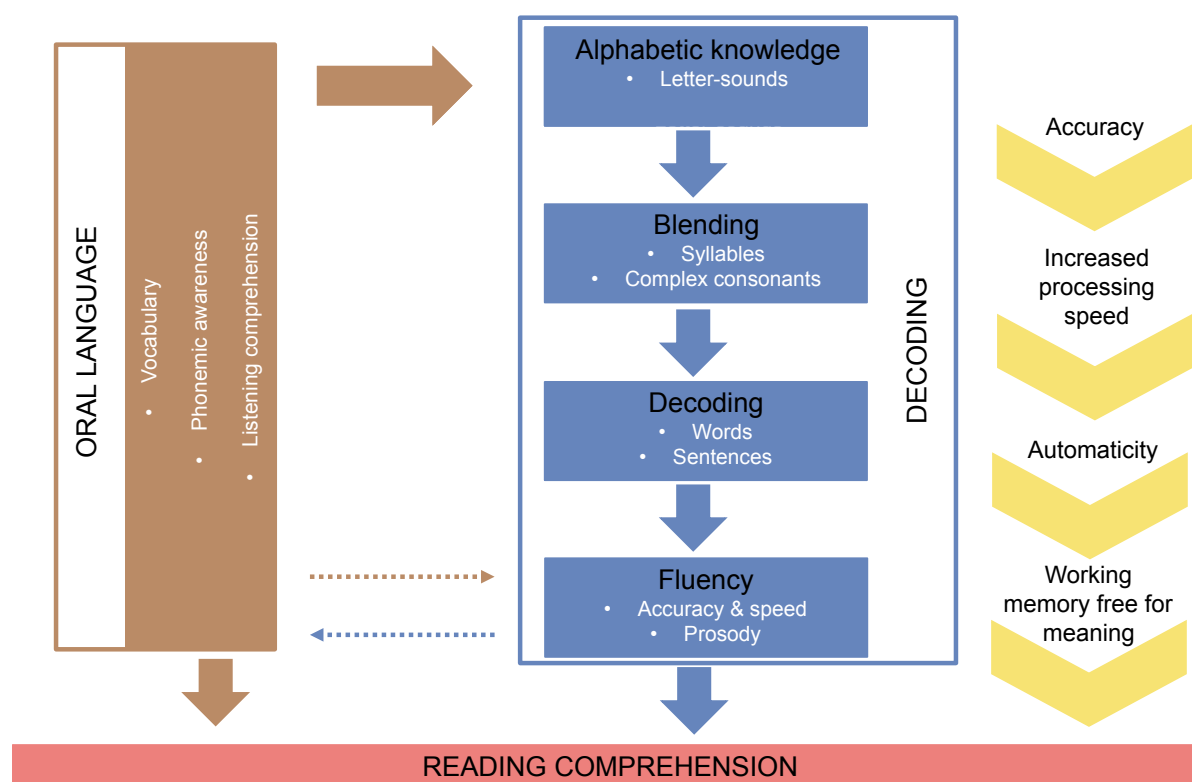 ORAL LANGUAGE
• Vocabulary
• Phonemic awareness
• Listening comprehension
Alphabetic knowledge
• Letter-sounds
Blending
• Syllables
• Complex consonants
Decoding
• Words
• Sentences
Fluency
• Accuracy & speed
• Prosody
DECODING
Accuracy
Increased
processing
speed
Automaticity
Working
memory free for
meaning
READING COMPREHENSION